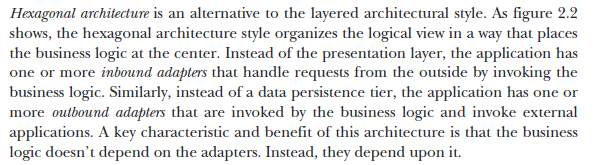 Hexagonal architecture is an alternative to the layered architectural style. As figure 2.2
shows, the hexagonal architecture style organizes the logical view in a way that places
the business logic at the center. Instead of the presentation layer, the application has
one or more inbound adapters that handle requests from the outside by invoking the
business logic. Similarly, instead of a data persistence tier, the application has one or
more outbound adapters that are invoked by the business logic and invoke external
applications. A key characteristic and benefit of this architecture is that the business
logic doesn't depend on the adapters. Instead, they depend upon it.